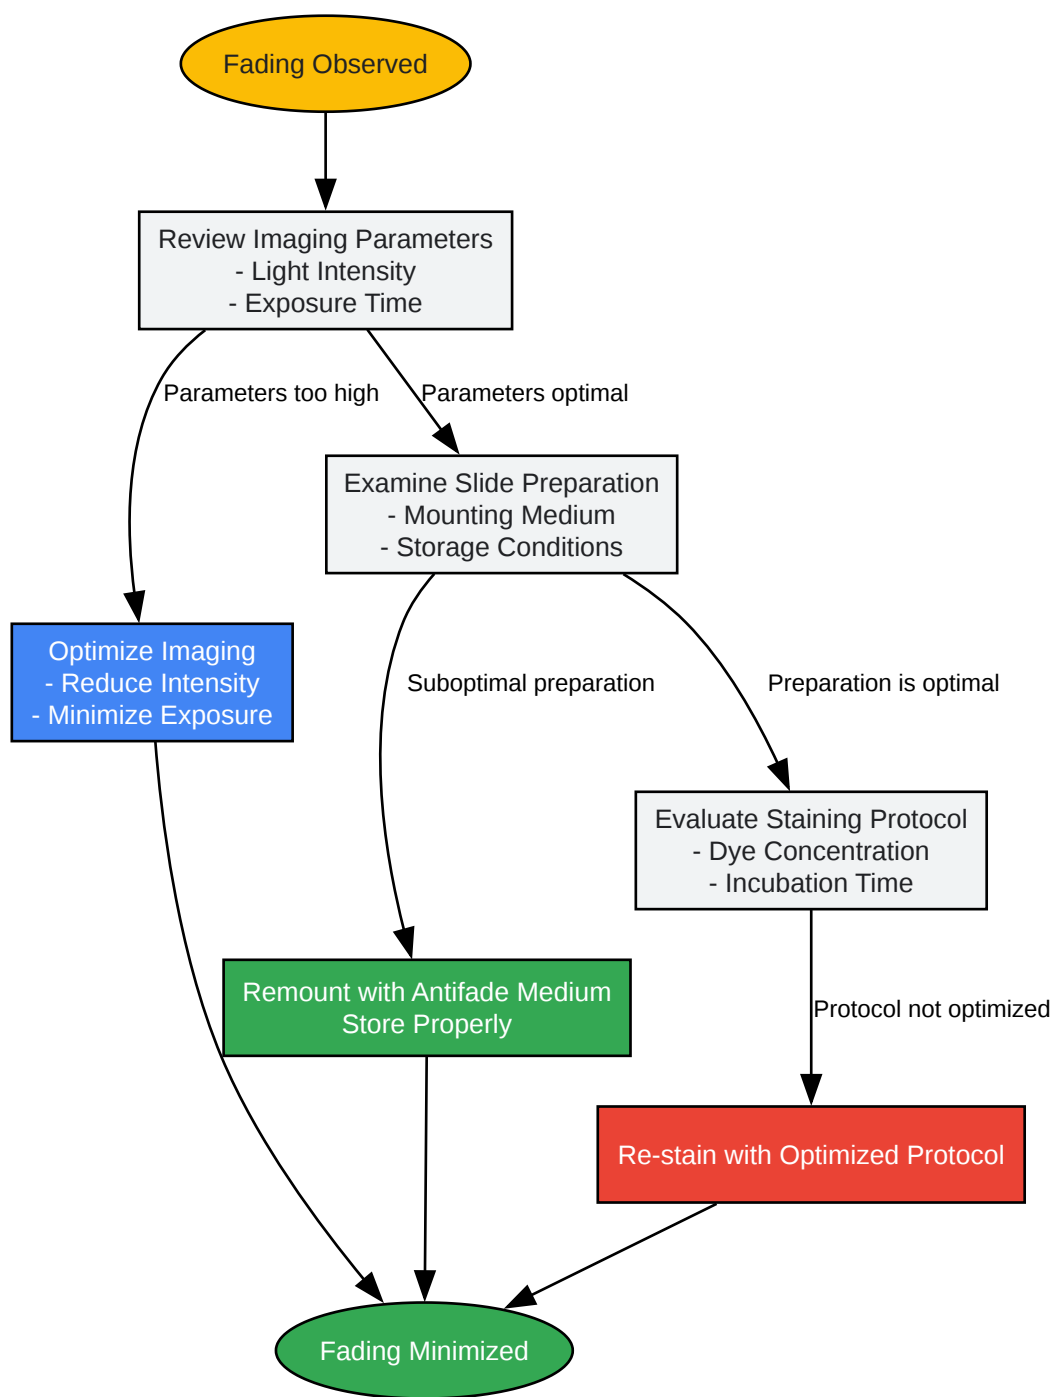 Fading Observed
Review Imaging Parameters
- Light Intensity
- Exposure Time
Parameters too high
Parameters optimal
Examine Slide Preparation
- Mounting Medium
- Storage Conditions
Optimize Imaging
- Reduce Intensity
- Minimize Exposure
Suboptimal preparation
Preparation is optimal
Evaluate Staining Protocol
- Dye Concentration
- Incubation Time
Remount with Antifade Medium
Store Properly
Protocol not optimized
Re-stain with Optimized Protocol
Fading Minimized